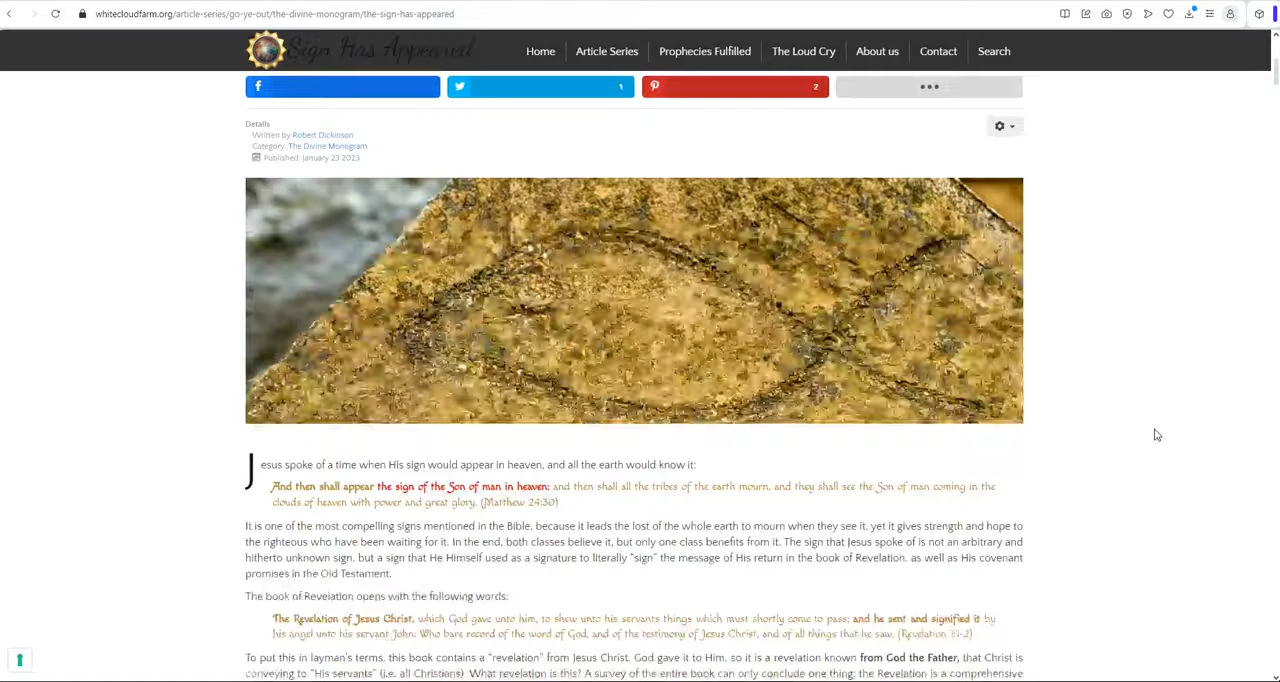 whitecloudfarm.org/article-series/go-ye-out/the-divine-monogram/the-sign-has-appeared
Sign Has Appeared
Home
Article Series
Prophecies Fulfilled
The Loud Cry
About us
Contact
Search
1
2
Details
Written by Robert Dickinson
Category: The Divine Monogram
Published: January 23 2023
Jesus spoke of a time when His sign would appear in heaven, and all the earth would know it:
And then shall appear the sign of the Son of man in heaven: and then shall all the tribes of the earth mourn, and they shall see the Son of man coming in the
clouds of heaven with power and great glory. (Matthew 24:30)
It is one of the most compelling signs mentioned in the Bible, because it leads the lost of the whole earth to mourn when they see it, yet it gives strength and hope to
the righteous who have been waiting for it. In the end, both classes believe it, but only one class benefits from it. The sign that Jesus spoke of is not an arbitrary and
hitherto unknown sign, but a sign that He Himself used as a signature to literally “sign” the message of His return in the book of Revelation, as well as His covenant
promises in the Old Testament.
The book of Revelation opens with the following words:
The Revelation of Jesus Christ, which God gave unto him, to shew unto his servants things which must shortly come to pass; and he sent and signified it by
his angel unto his servant John: Who bare record of the word of God, and of the testimony of Jesus Christ, and of all things that he saw. (Revelation 1:1-2)
To put this in layman’s terms, this book contains a “revelation” from Jesus Christ. God gave it to Him, so it is a revelation known from God the Father, that Christ is
conveying to “His servants” (i.e. all Christians). What revelation is this? A survey of the entire book can only conclude one thing: the Revelation is a comprehensive